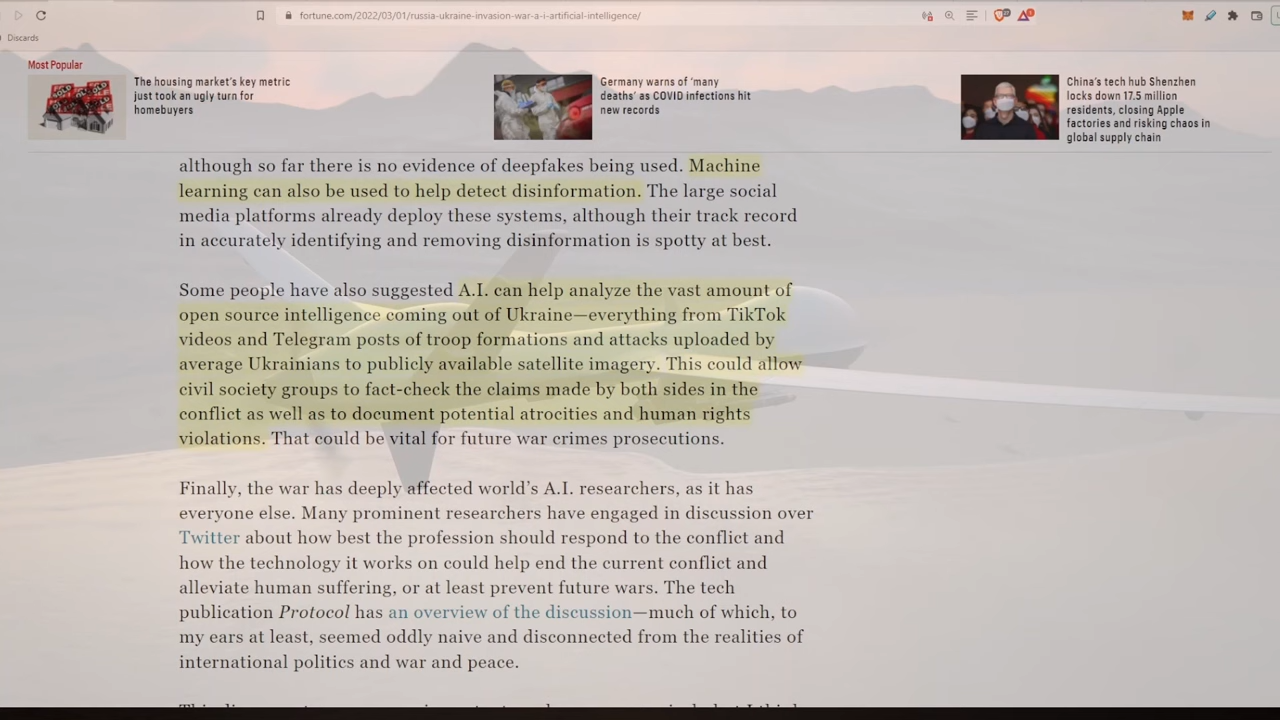 fortune.com/2022/03/01/russia-ukraine-invasion-war-a-i-artificial-intelligence/
Discards
Most Popular
The housing market's key metric
just took an ugly turn for
homebuyers
Germany warns of 'many
deaths' as COVID infections hit
new records
China's tech hub Shenzhen
locks down 17.5 million
residents, closing Apple
factories and risking chaos in
global supply chain
although so far there is no evidence of deepfakes being used. Machine
learning can also be used to help detect disinformation. The large social
media platforms already deploy these systems, although their track record
in accurately identifying and removing disinformation is spotty at best.
Some people have also suggested A.I. can help analyze the vast amount of
open source intelligence coming out of Ukraine—everything from TikTok
videos and Telegram posts of troop formations and attacks uploaded by
average Ukrainians to publicly available satellite imagery. This could allow
civil society groups to fact-check the claims made by both sides in the
conflict as well as to document potential atrocities and human rights
violations. That could be vital for future war crimes prosecutions.
Finally, the war has deeply affected world's A.I. researchers, as it has
everyone else. Many prominent researchers have engaged in discussion over
Twitter about how best the profession should respond to the conflict and
how the technology it works on could help end the current conflict and
alleviate human suffering, or at least prevent future wars. The tech
publication Protocol has an overview of the discussion—much of which, to
my ears at least, seemed oddly naive and disconnected from the realities of
international politics and war and peace.